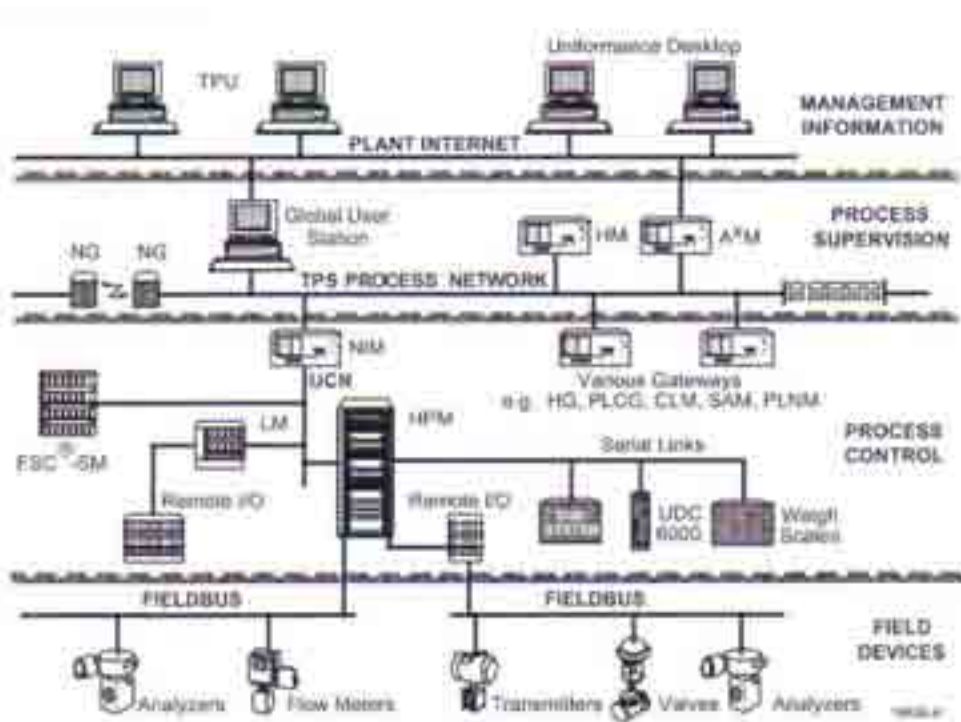 Uniformance Desktop
TPU
MANAGEMENT
INFORMATION
PLANT INTERNET
Global User
Station
HM
AXM
PROCESS
SUPERVISION
NG
NG
TPS PROCESS NETWORK
NIM
UCN
Various Gateways
e.g. HG, PLCG, CLM, SAM, PLNM
LM
HPM
FSC®-SM
Serial Links
PROCESS
CONTROL
Remote I/O
Remote I/O
UDC
6000
Weigh
Scales
FIELDBUS
FIELDBUS
FIELD
DEVICES
Analyzers
Flow Meters
Transmitters
Valves
Analyzers